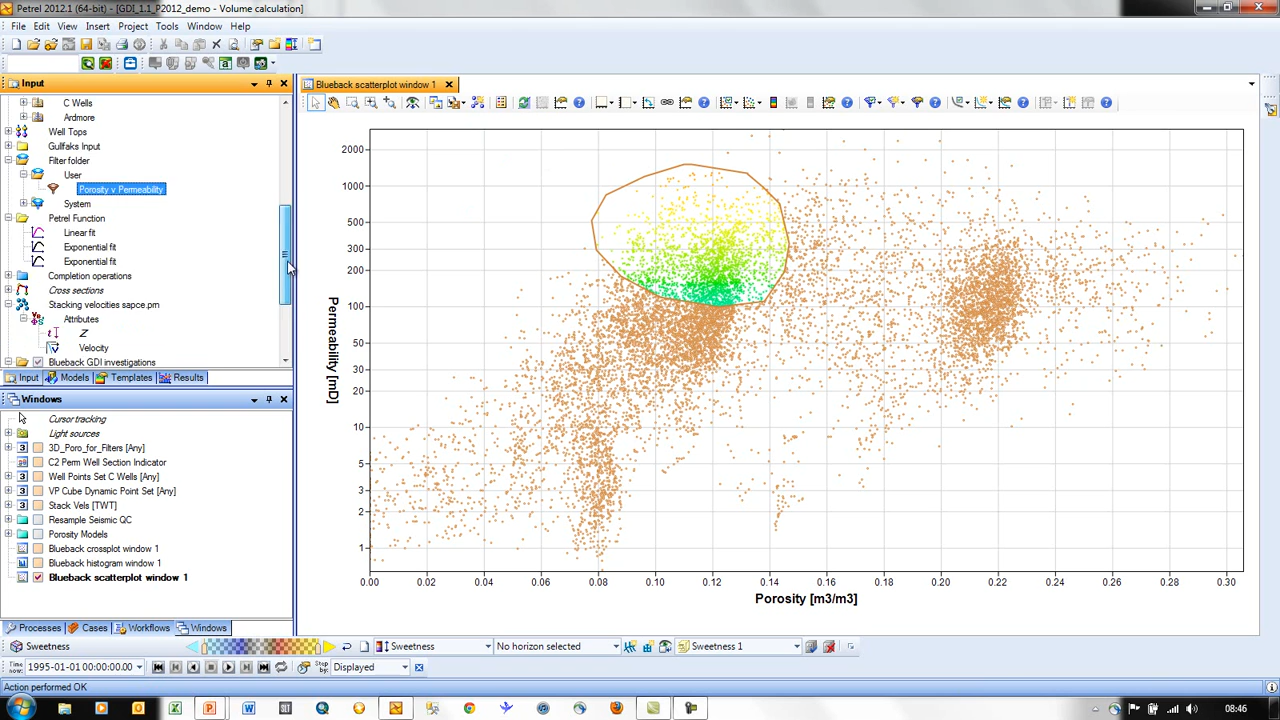 Petrel 2012.1 (64-bit) - [GDI_1.1_P2012_demo - Volume calculation]
File Edit View Insert Project Tools Window Help
Input
Blueback scatterplot window 1
C Wells
Ardmore
Well Tops
Gullfaks Input
Filter folder
User
Porosity v Permeability
System
Petrel Function
Linear fit
Exponential fit
Exponential fit
Completion operations
Cross sections
Stacking velocities sapce.pm
Attributes
Z
Velocity
Blueback GDI investigations
Input Models Templates Results
Windows
Cursor tracking
Light sources
3D_Poro_for_Filters [Any]
C2 Perm Well Section Indicator
Well Points Set C Wells [Any]
VP Cube Dynamic Point Set [Any]
Stack Vels [TWT]
Resample Seismic QC
Porosity Models
Blueback crossplot window 1
Blueback histogram window 1
Blueback scatterplot window 1
Processes Cases Workflows Windows
2000
1000
500
300
200
100
50
30
20
10
5
3
2
1
Permeability [mD]
0.00 0.02 0.04 0.06 0.08 0.10 0.12 0.14 0.16 0.18 0.20 0.22 0.24 0.26 0.28 0.30
Porosity [m3/m3]
Sweetness Sweetness No horizon selected Sweetness 1
Time now: 1995-01-01 00:00:00.00 Step by: Displayed
Action performed OK
08:46